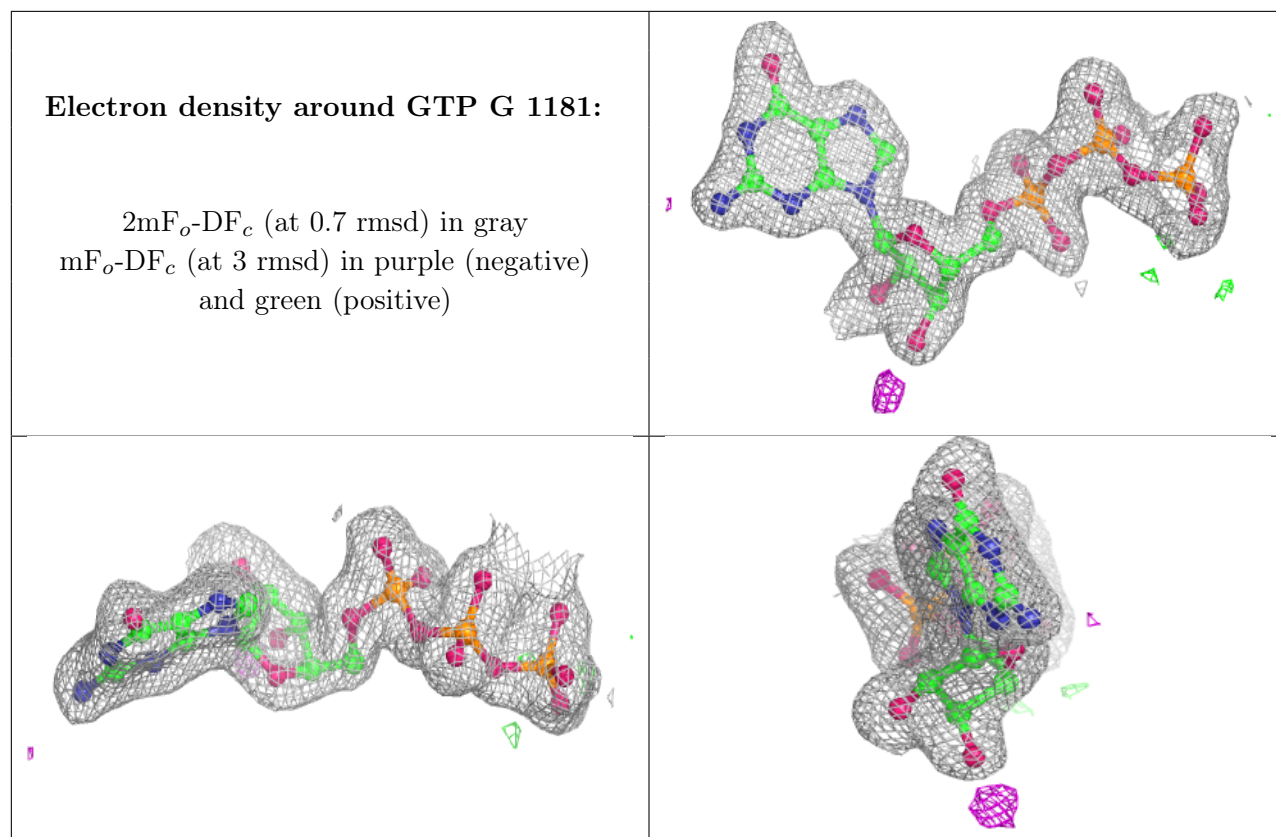 Electron density around GTP G 1181:
2mFₒ-DF𝒸 (at 0.7 rmsd) in gray
mFₒ-DF𝒸 (at 3 rmsd) in purple (negative)
and green (positive)